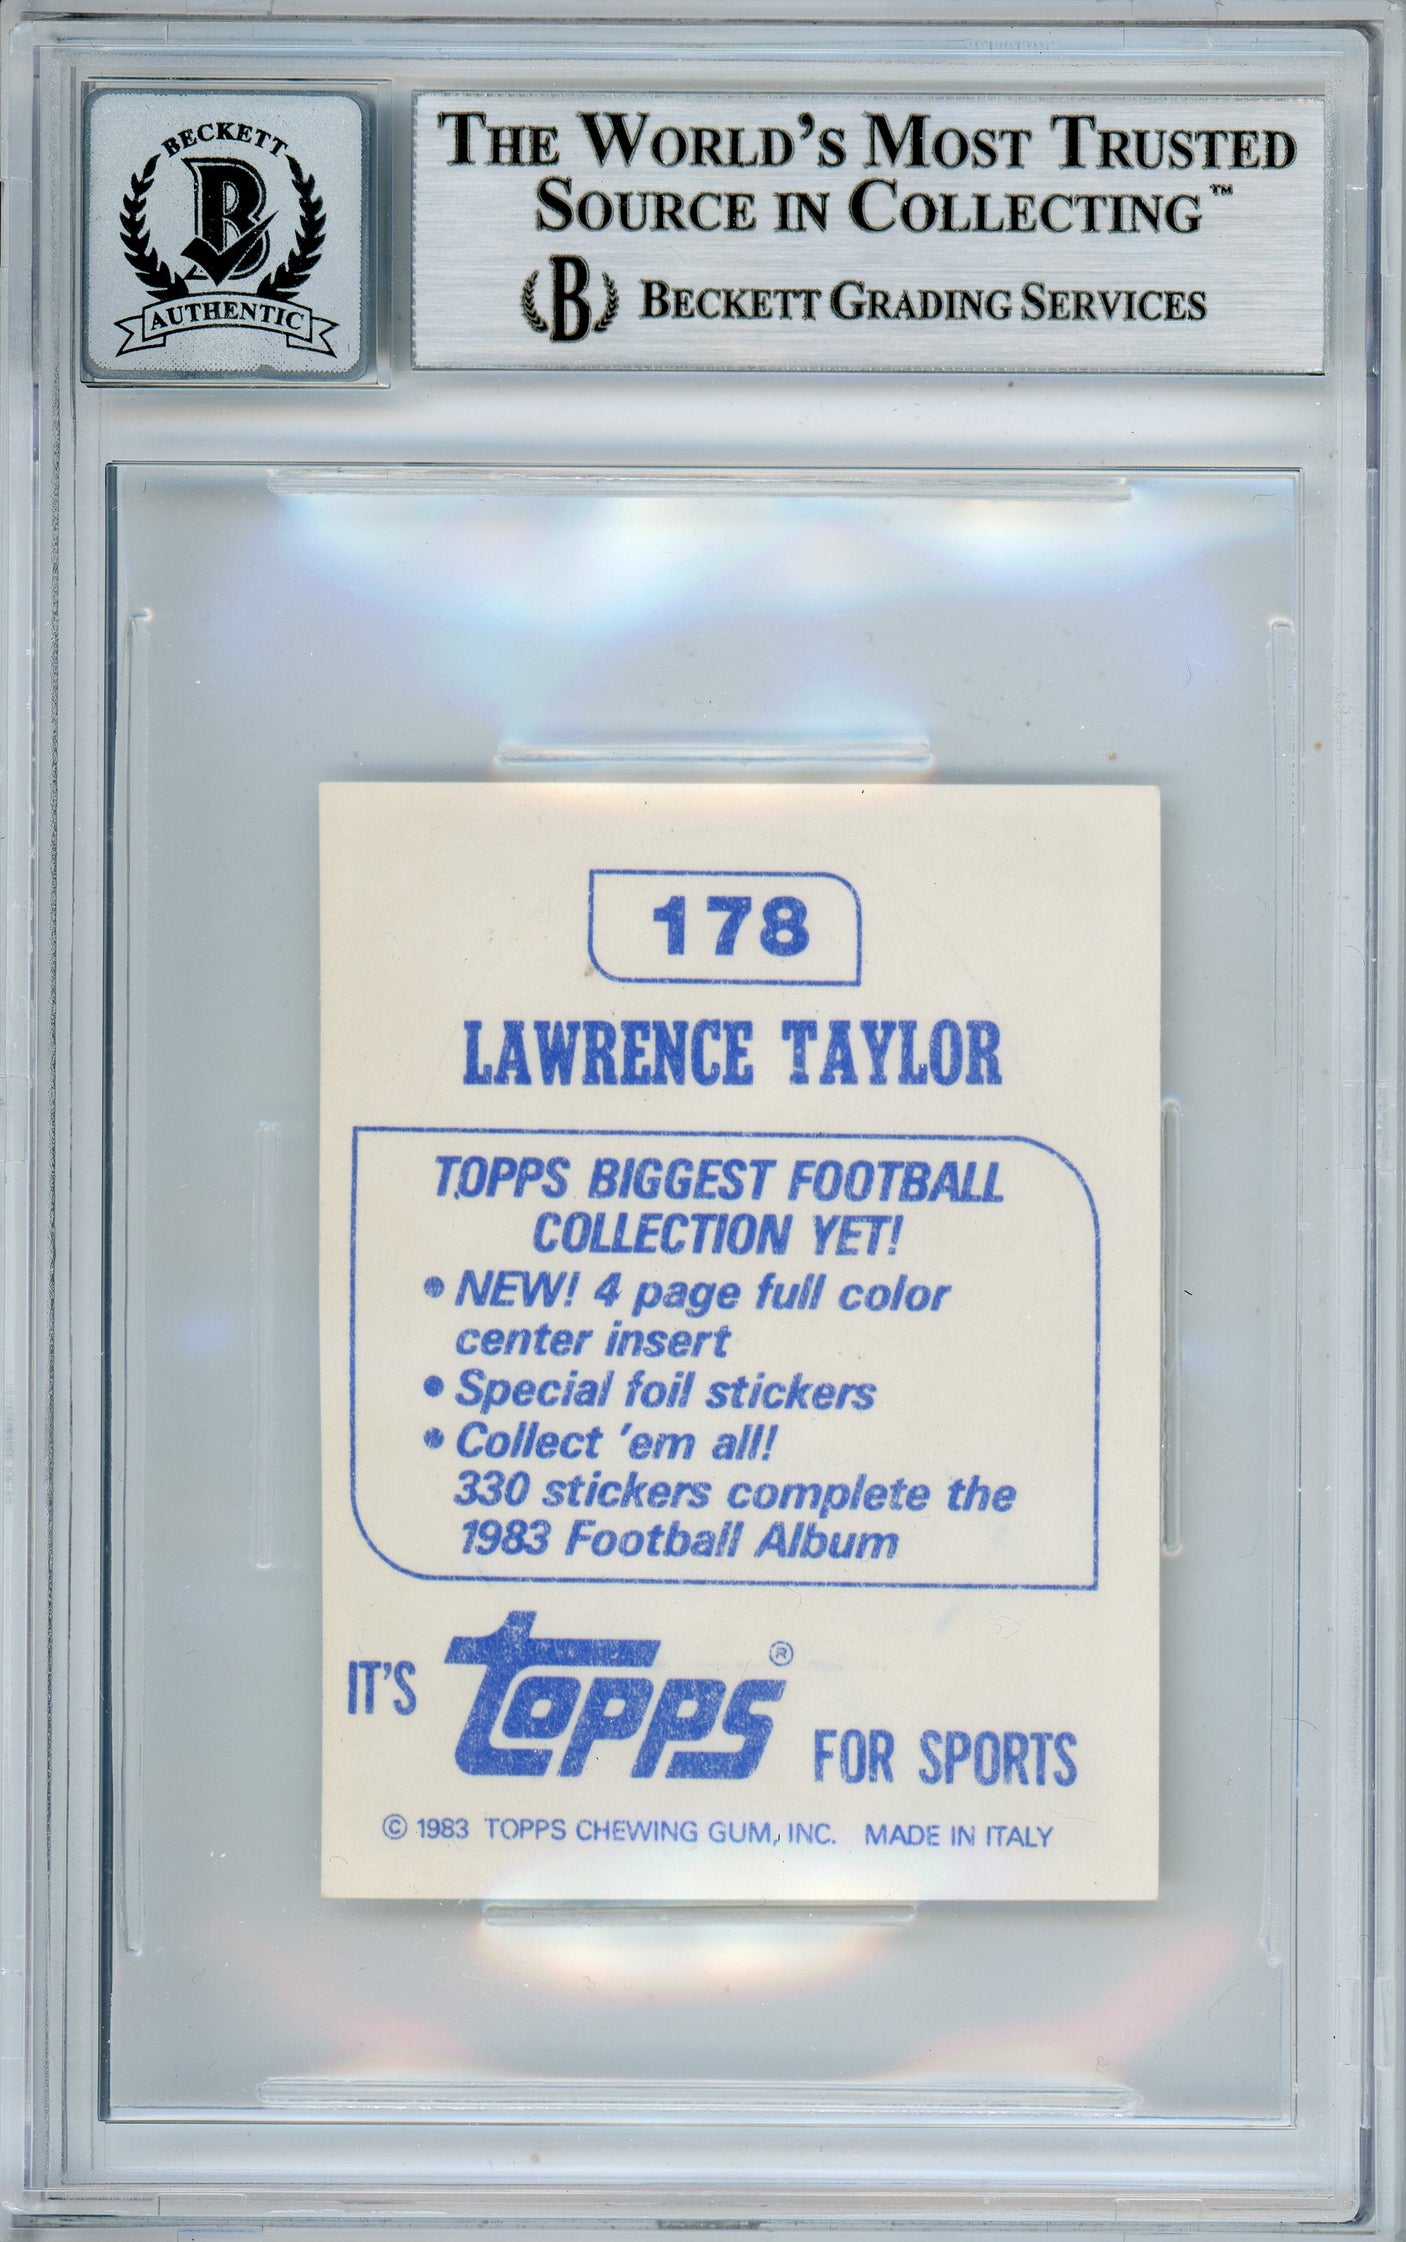 BECKETT
B
AUTHENTIC
THE WORLD'S MOST TRUSTED
SOURCE IN COLLECTING™
B BECKETT GRADING SERVICES
178
LAWRENCE TAYLOR
TOPPS BIGGEST FOOTBALL
COLLECTION YET!
• NEW! 4 page full color
center insert
• Special foil stickers
• Collect 'em all!
330 stickers complete the
1983 Football Album
IT'S topps® FOR SPORTS
© 1983 TOPPS CHEWING GUM, INC. MADE IN ITALY